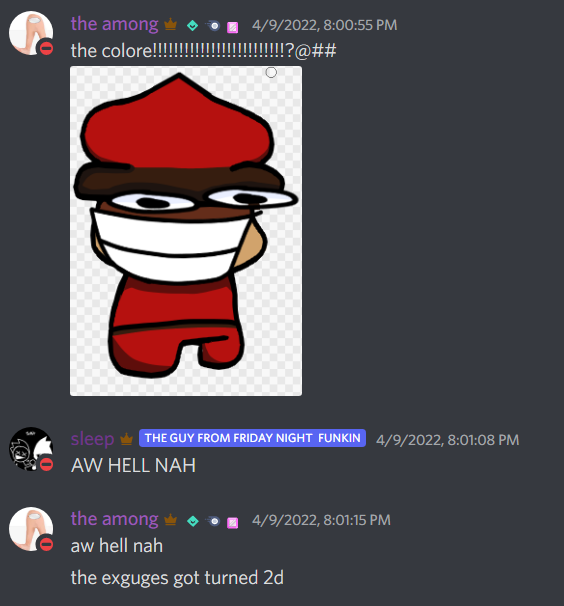 the among 4/9/2022, 8:00:55 PM
the colore!!!!!!!!!!!!!!!!!!!!!!!!!?@##
sleep THE GUY FROM FRIDAY NIGHT FUNKIN 4/9/2022, 8:01:08 PM
AW HELL NAH
the among 4/9/2022, 8:01:15 PM
aw hell nah
the exguges got turned 2d